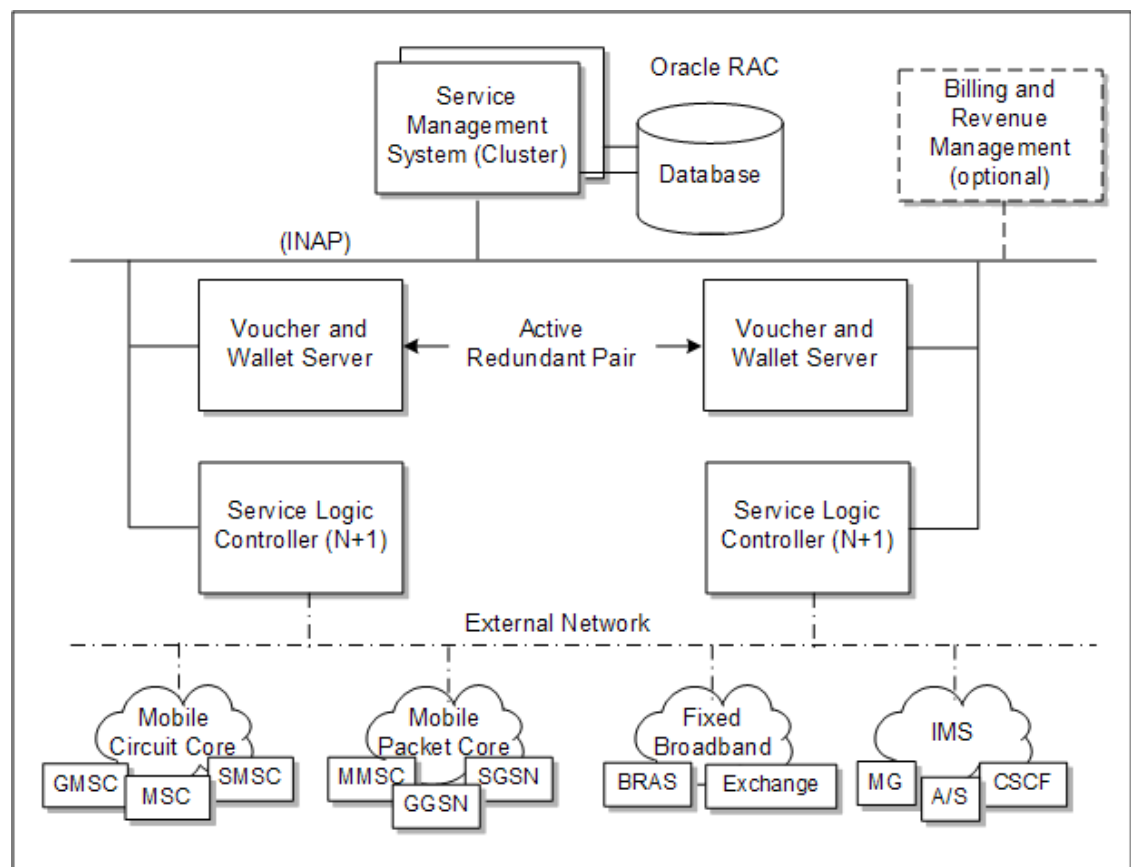 Service
Management
System (Cluster)
Oracle RAC
Database
Billing and
Revenue
Management
(optional)
(INAP)
Voucher and
Wallet Server
Active
Redundant Pair
Voucher and
Wallet Server
Service Logic
Controller (N+1)
Service Logic
Controller (N+1)
External Network
Mobile
Circuit Core
GMSC
MSC
SMSC
Mobile
Packet Core
MMSC
GGSN
SGSN
Fixed
Broadband
BRAS
Exchange
IMS
MG
A/S
CSCF